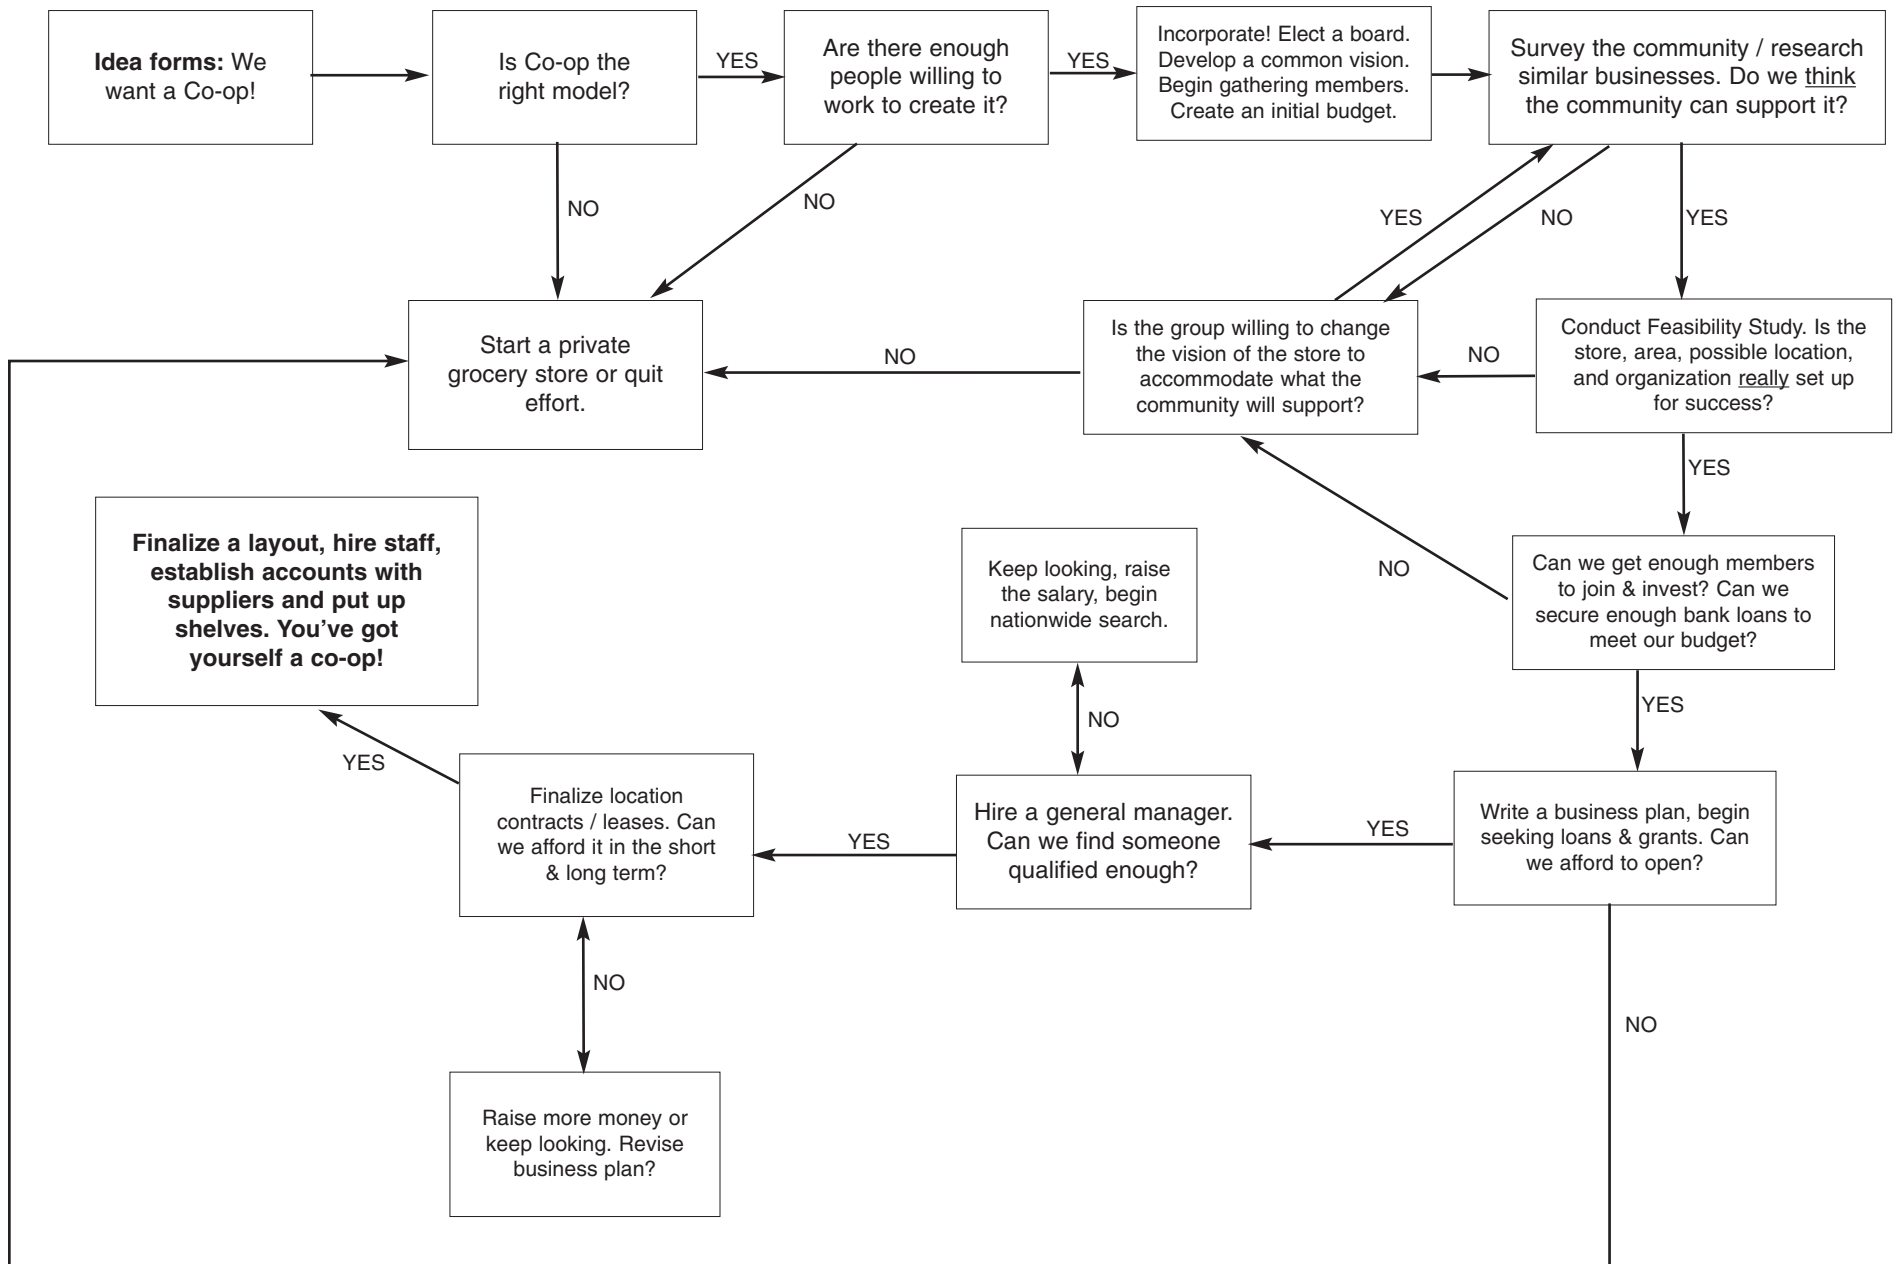 Idea forms: We
want a Co-op!
Is Co-op the
right model?
YES
Are there enough
people willing to
work to create it?
YES
Incorporate! Elect a board.
Develop a common vision.
Begin gathering members.
Create an initial budget.
Survey the community / research
similar businesses. Do we think
the community can support it?
NO
NO
YES
NO
YES
Start a private
grocery store or quit
effort.
NO
Is the group willing to change
the vision of the store to
accommodate what the
community will support?
NO
Conduct Feasibility Study. Is the
store, area, possible location,
and organization really set up
for success?
YES
Finalize a layout, hire staff,
establish accounts with
suppliers and put up
shelves. You’ve got
yourself a co-op!
Keep looking, raise
the salary, begin
nationwide search.
NO
Can we get enough members
to join & invest? Can we
secure enough bank loans to
meet our budget?
YES
NO
YES
Finalize location
contracts / leases. Can
we afford it in the short
& long term?
YES
Hire a general manager.
Can we find someone
qualified enough?
YES
Write a business plan, begin
seeking loans & grants. Can
we afford to open?
NO
NO
Raise more money or
keep looking. Revise
business plan?